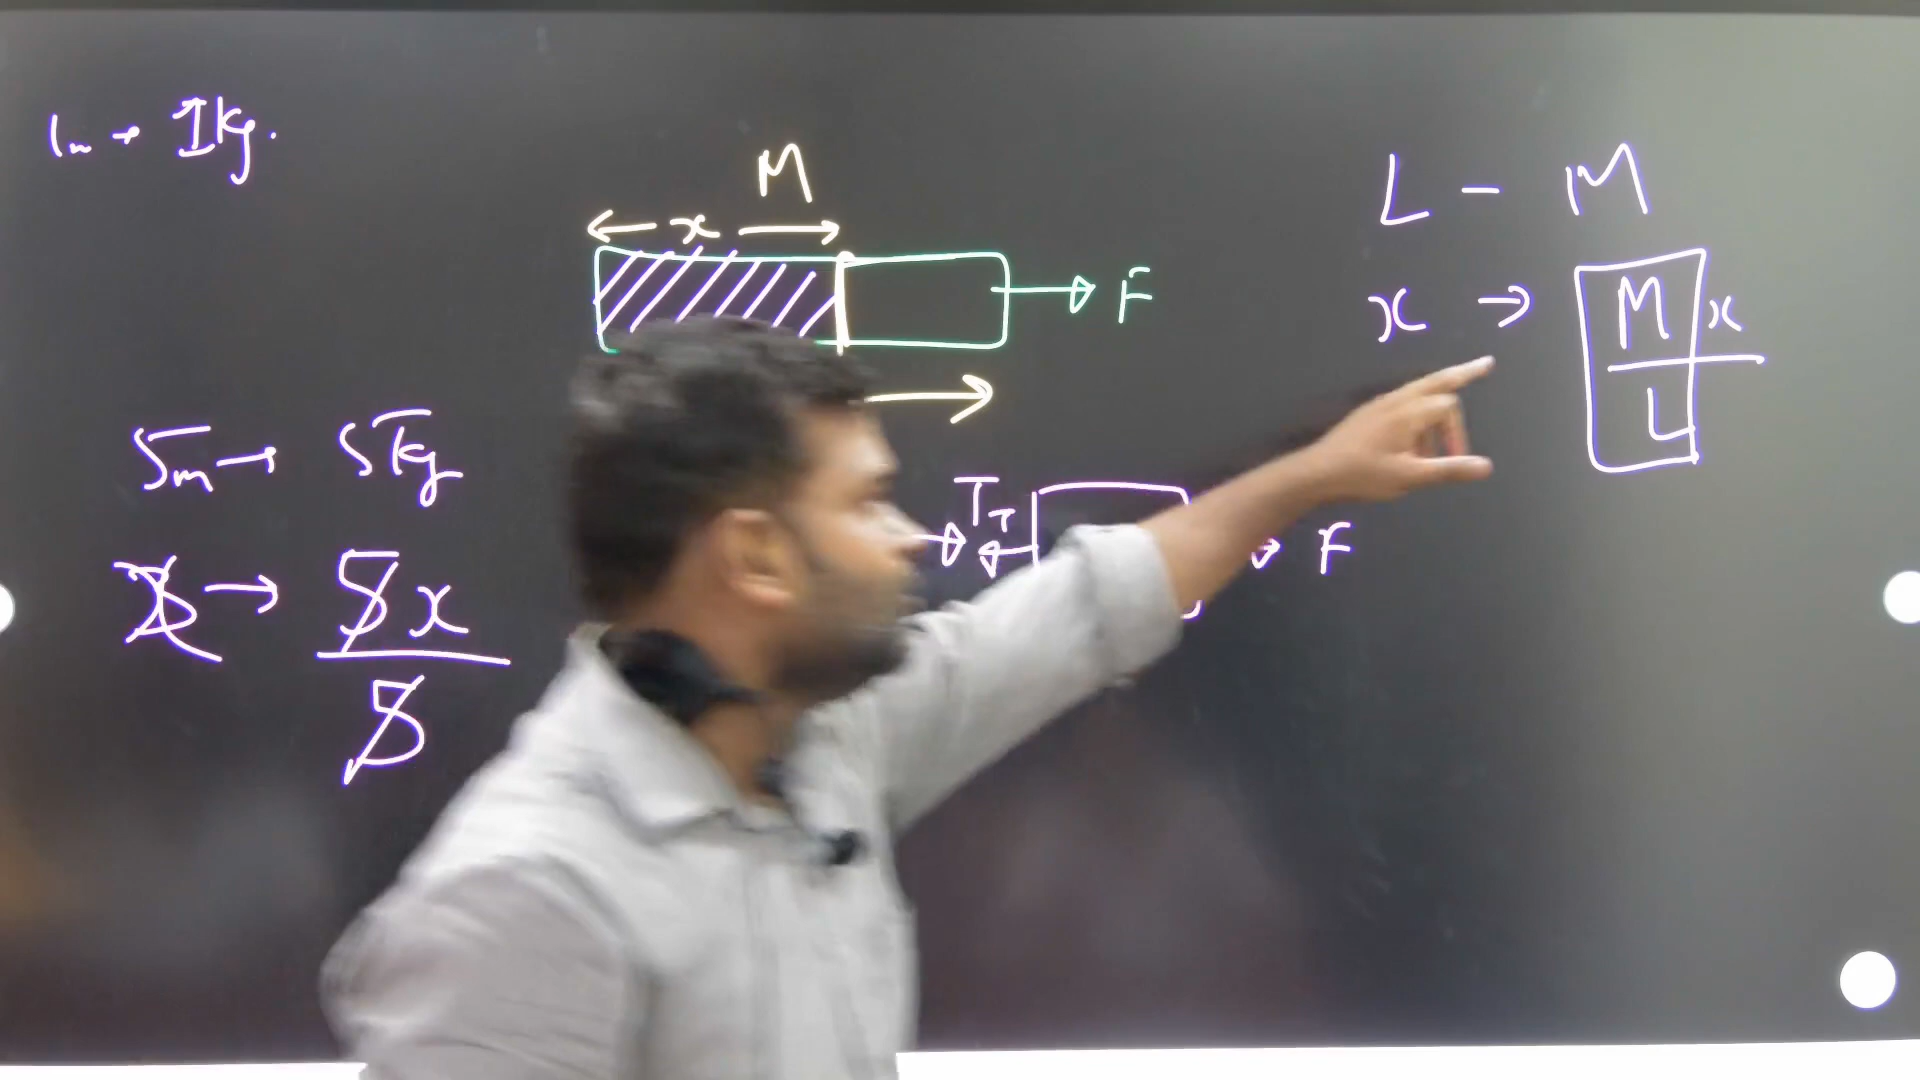 1m → 1kg.
M
x
F
L - M
x → M x / L
5m → 5kg
x → 5x / 5
T T
F